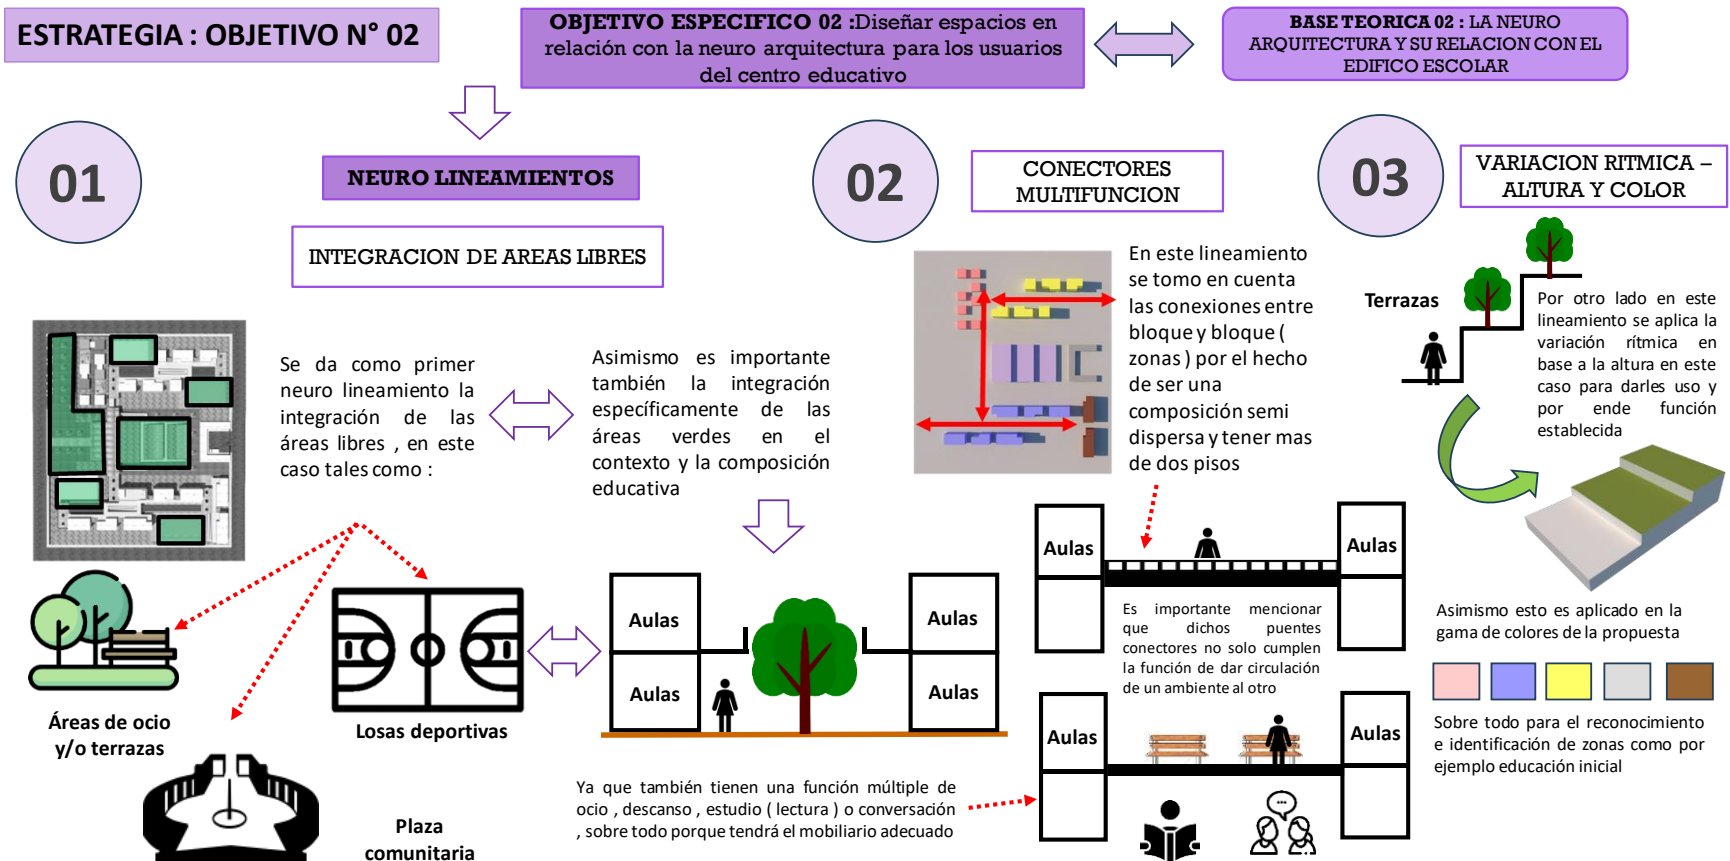 ESTRATEGIA : OBJETIVO N° 02
OBJETIVO ESPECIFICO 02 :Diseñar espacios en
relación con la neuro arquitectura para los usuarios
del centro educativo
BASE TEORICA 02 : LA NEURO
ARQUITECTURA Y SU RELACION CON EL
EDIFICO ESCOLAR
01
NEURO LINEAMIENTOS
INTEGRACION DE AREAS LIBRES
Se da como primer
neuro lineamiento la
integración de las
áreas libres , en este
caso tales como :
Asimismo es importante
también la integración
específicamente de las
áreas verdes en el
contexto y la composición
educativa
Áreas de ocio
y/o terrazas
Losas deportivas
Plaza
comunitaria
Aulas
Aulas
Aulas
Aulas
02
CONECTORES
MULTIFUNCION
En este lineamiento
se tomo en cuenta
las conexiones entre
bloque y bloque (
zonas ) por el hecho
de ser una
composición semi
dispersa y tener mas
de dos pisos
Aulas
Aulas
Es importante mencionar
que dichos puentes
conectores no solo cumplen
la función de dar circulación
de un ambiente al otro
Aulas
Aulas
Ya que también tienen una función múltiple de
ocio , descanso , estudio ( lectura ) o conversación
, sobre todo porque tendrá el mobiliario adecuado
03
VARIACION RITMICA –
ALTURA Y COLOR
Terrazas
Por otro lado en este
lineamiento se aplica la
variación rítmica en
base a la altura en este
caso para darles uso y
por ende función
establecida
Asimismo esto es aplicado en la
gama de colores de la propuesta
Sobre todo para el reconocimiento
e identificación de zonas como por
ejemplo educación inicial